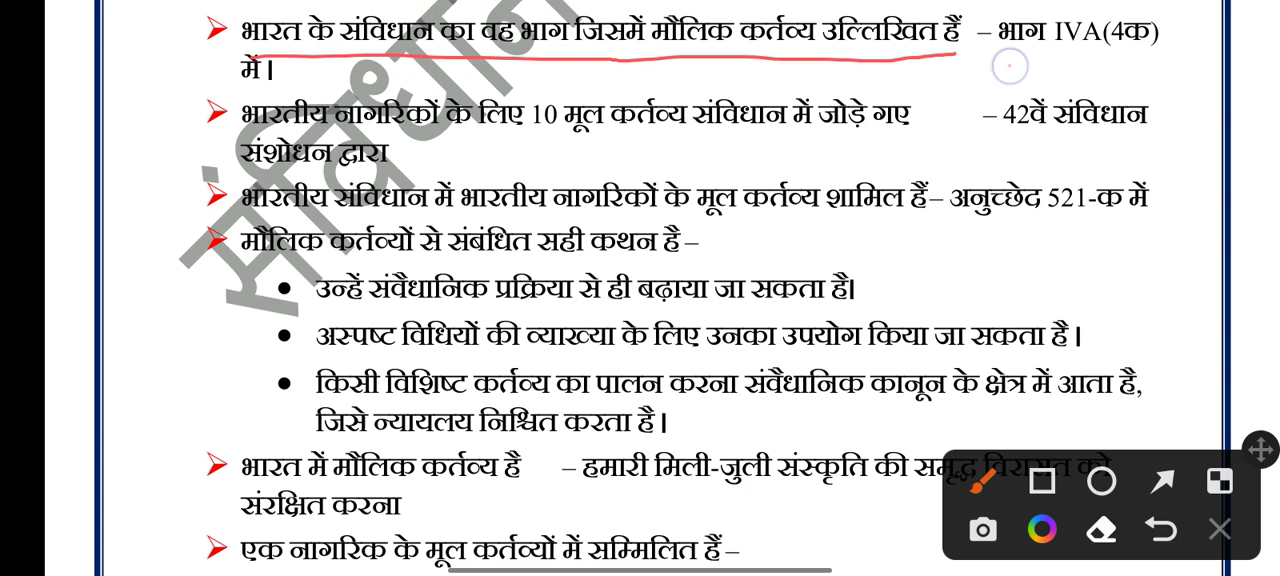 भारत के संविधान का वह भाग जिसमें मौलिक कर्तव्य उल्लिखित हैं – भाग IVA(4क)
में।
भारतीय नागरिकों के लिए 10 मूल कर्तव्य संविधान में जोड़े गए – 42वें संविधान
संशोधन द्वारा
भारतीय संविधान में भारतीय नागरिकों के मूल कर्तव्य शामिल हैं– अनुच्छेद 521-क में
मौलिक कर्तव्यों से संबंधित सही कथन है –
उन्हें संवैधानिक प्रक्रिया से ही बढ़ाया जा सकता है।
अस्पष्ट विधियों की व्याख्या के लिए उनका उपयोग किया जा सकता है।
किसी विशिष्ट कर्तव्य का पालन करना संवैधानिक कानून के क्षेत्र में आता है,
जिसे न्यायलय निश्चित करता है।
भारत में मौलिक कर्तव्य है – हमारी मिली-जुली संस्कृति की समृद्ध विरासत को
संरक्षित करना
एक नागरिक के मूल कर्तव्यों में सम्मिलित हैं –
संविधान